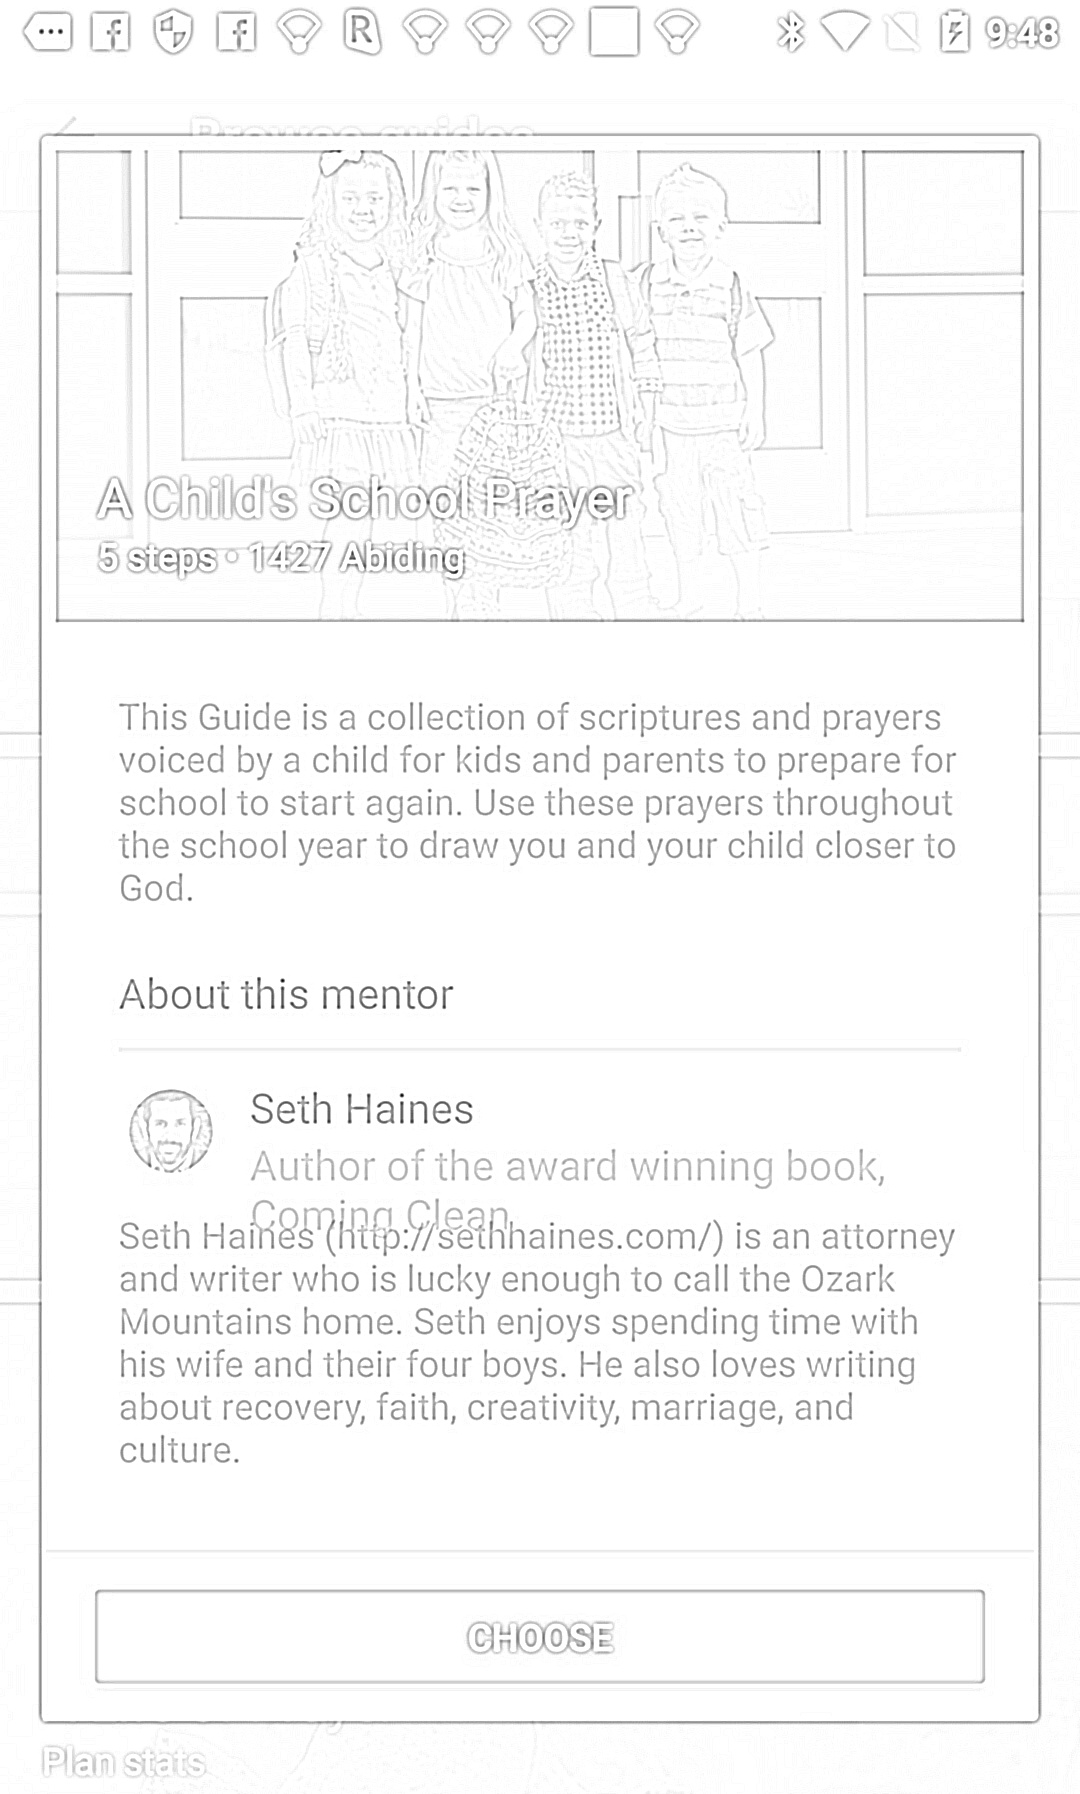 9:48
Browse guides
A Child's School Prayer
5 steps • 1427 Abiding
This Guide is a collection of scriptures and prayers
voiced by a child for kids and parents to prepare for
school to start again. Use these prayers throughout
the school year to draw you and your child closer to
God.
About this mentor
Seth Haines
Author of the award winning book,
Coming Clean
Seth Haines (http://sethhaines.com/) is an attorney
and writer who is lucky enough to call the Ozark
Mountains home. Seth enjoys spending time with
his wife and their four boys. He also loves writing
about recovery, faith, creativity, marriage, and
culture.
CHOOSE
Plan stats